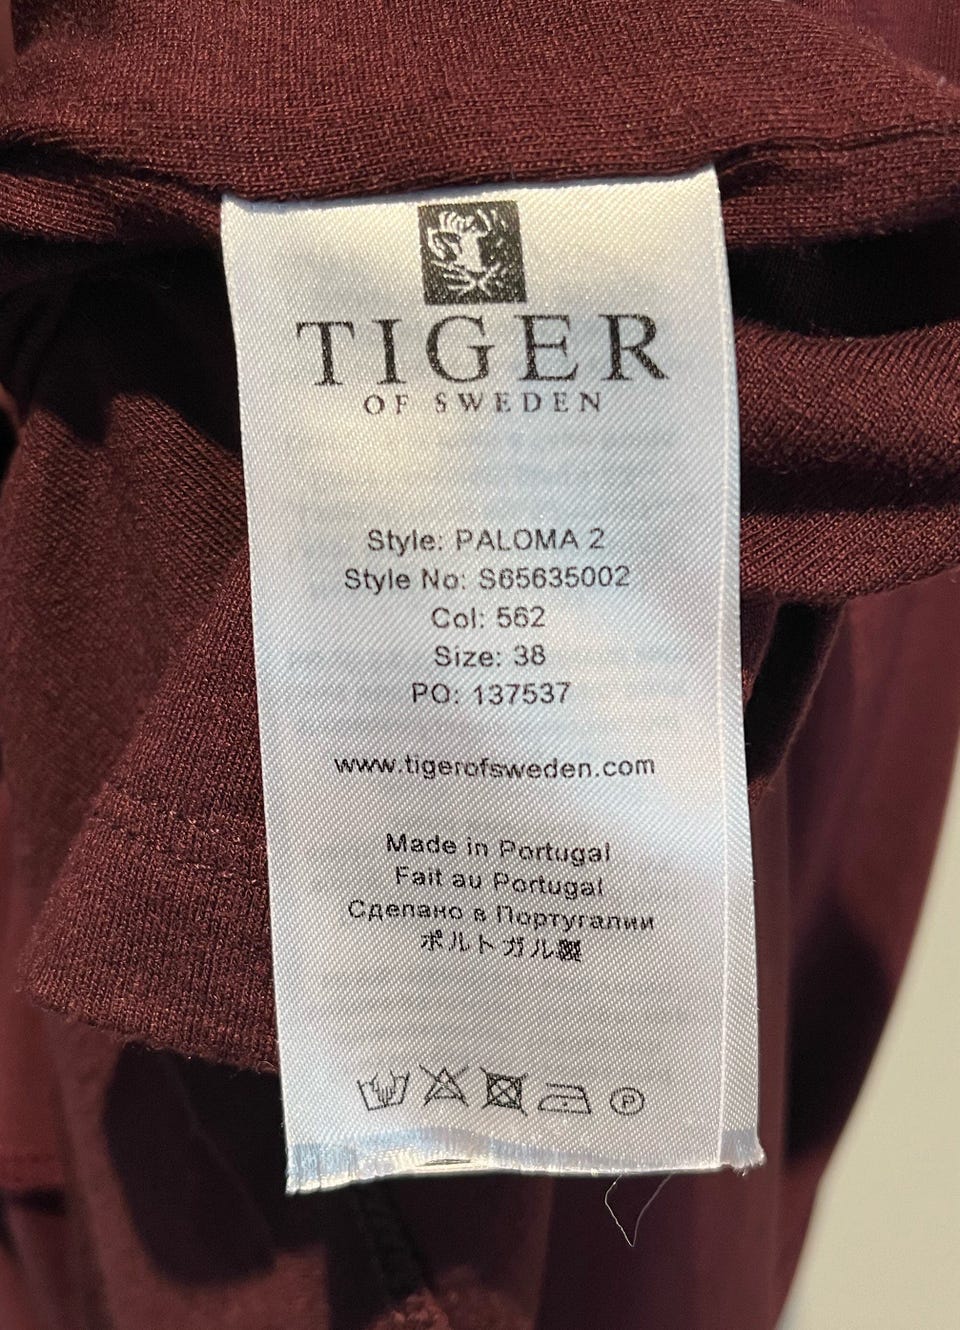 TIGER
OF SWEDEN
Style: PALOMA 2
Style No: S65635002
Col: 562
Size: 38
PO: 137537
www.tigerofsweden.com
Made in Portugal
Fait au Portugal
Сделано в Португалии
ポルトガル製
P